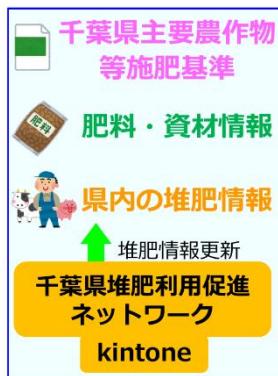 千葉県主要農作物
等施肥基準
肥料
肥料・資材情報
県内の堆肥情報
堆肥情報更新
千葉県堆肥利用促進
ネットワーク
kintone